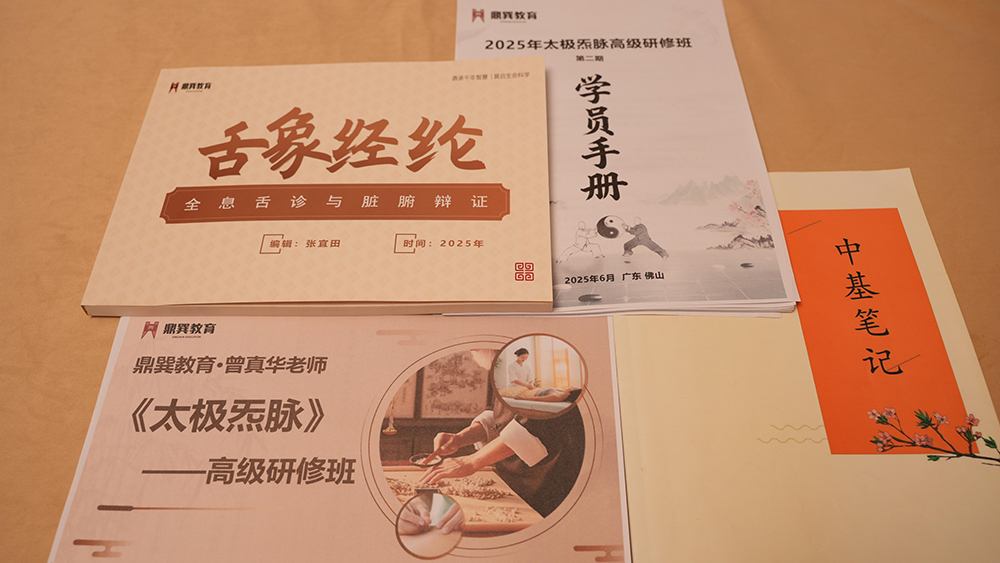 鼎巽教育
鼎巽教育
2025年太极炁脉高级研修班
第二期
学员手册
2025年6月 广东 佛山
舌象经纶
全息舌诊与脏腑辩证
编辑：张宜田
时间：2025年
中基笔记
鼎巽教育
鼎巽教育·曾真华老师
《太极炁脉》
——高级研修班